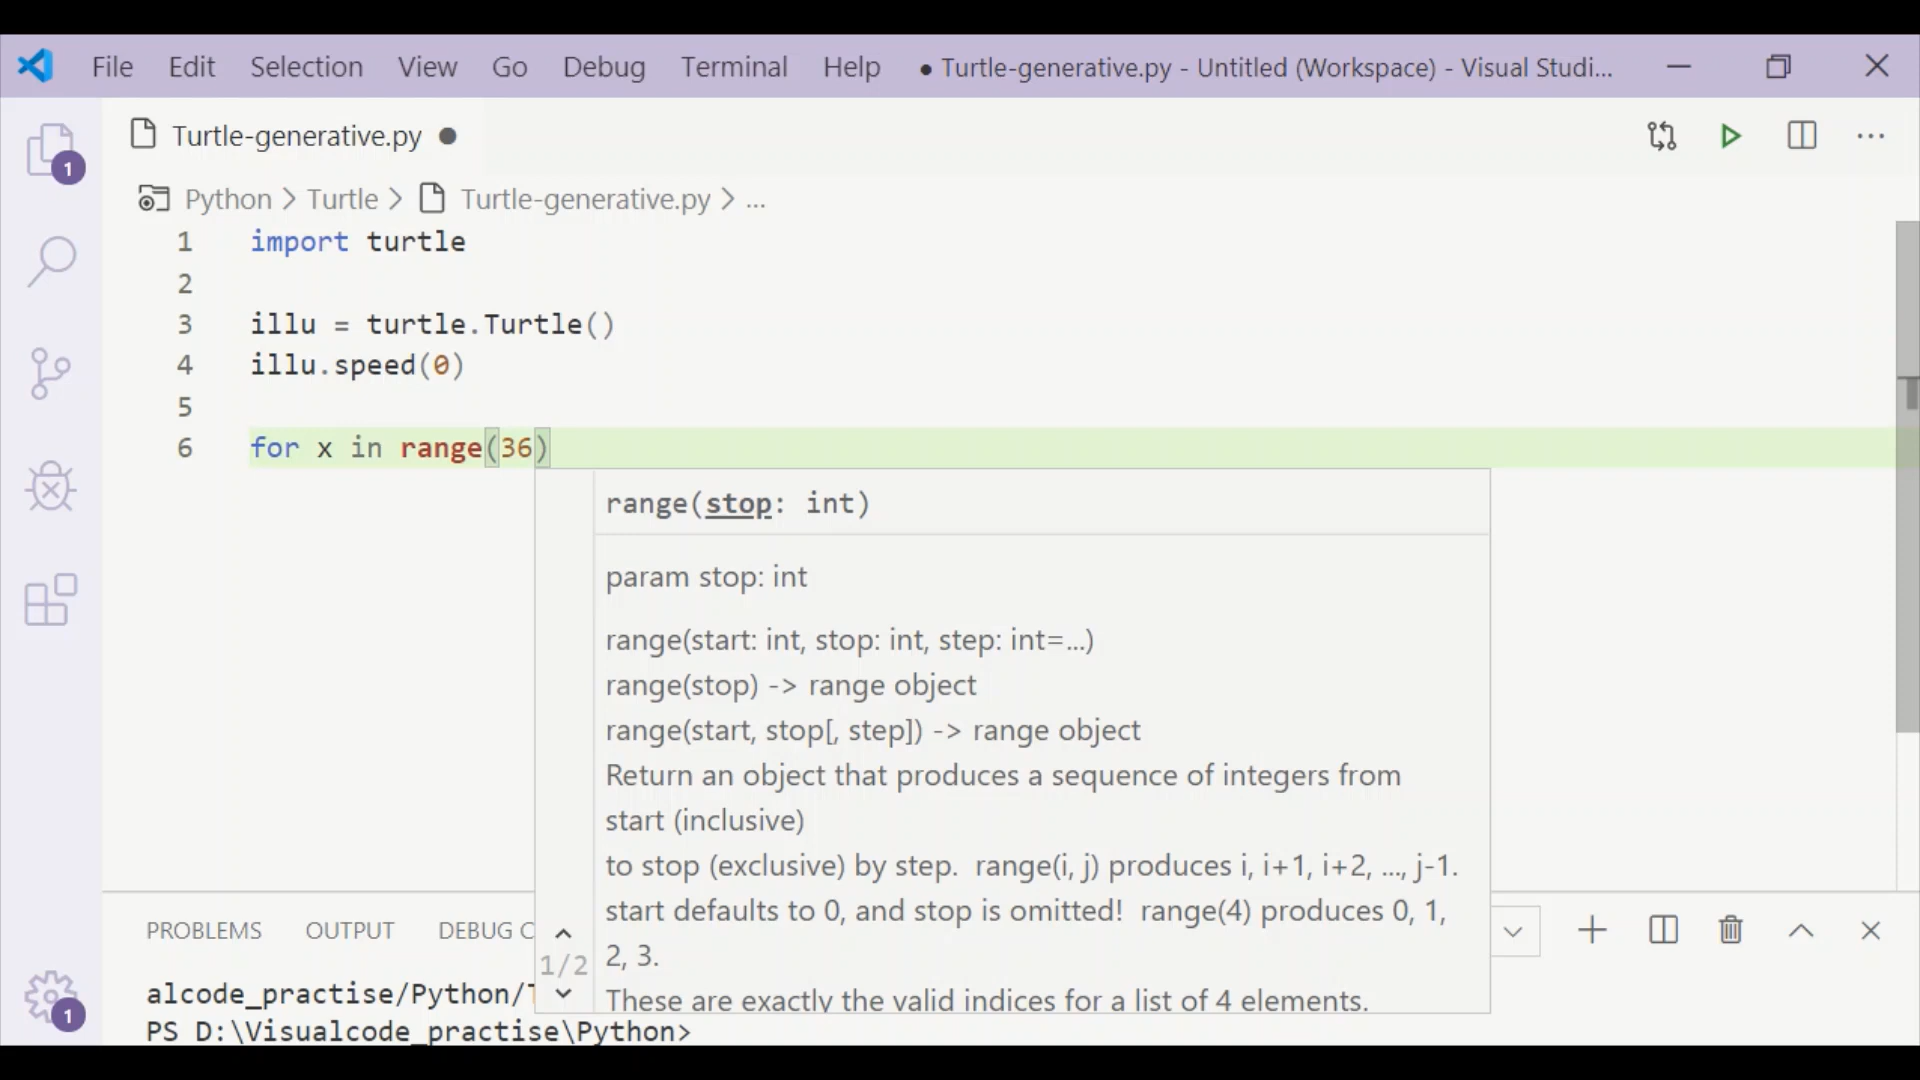 File Edit Selection View Go Debug Terminal Help ● Turtle-generative.py - Untitled (Workspace) - Visual Studi...
1
Turtle-generative.py
Python > Turtle > Turtle-generative.py > ...
1 import turtle
2
3 illu = turtle.Turtle()
4 illu.speed(0)
5
6 for x in range(36)
range(stop: int)
param stop: int
range(start: int, stop: int, step: int=...)
range(stop) -> range object
range(start, stop[, step]) -> range object
Return an object that produces a sequence of integers from
start (inclusive)
to stop (exclusive) by step.  range(i, j) produces i, i+1, i+2, ..., j-1.
start defaults to 0, and stop is omitted!  range(4) produces 0, 1,
2, 3.
These are exactly the valid indices for a list of 4 elements.
1/2
PROBLEMS OUTPUT DEBUG C
alcode_practise/Python/
PS D:\Visualcode_practise\Python>
1